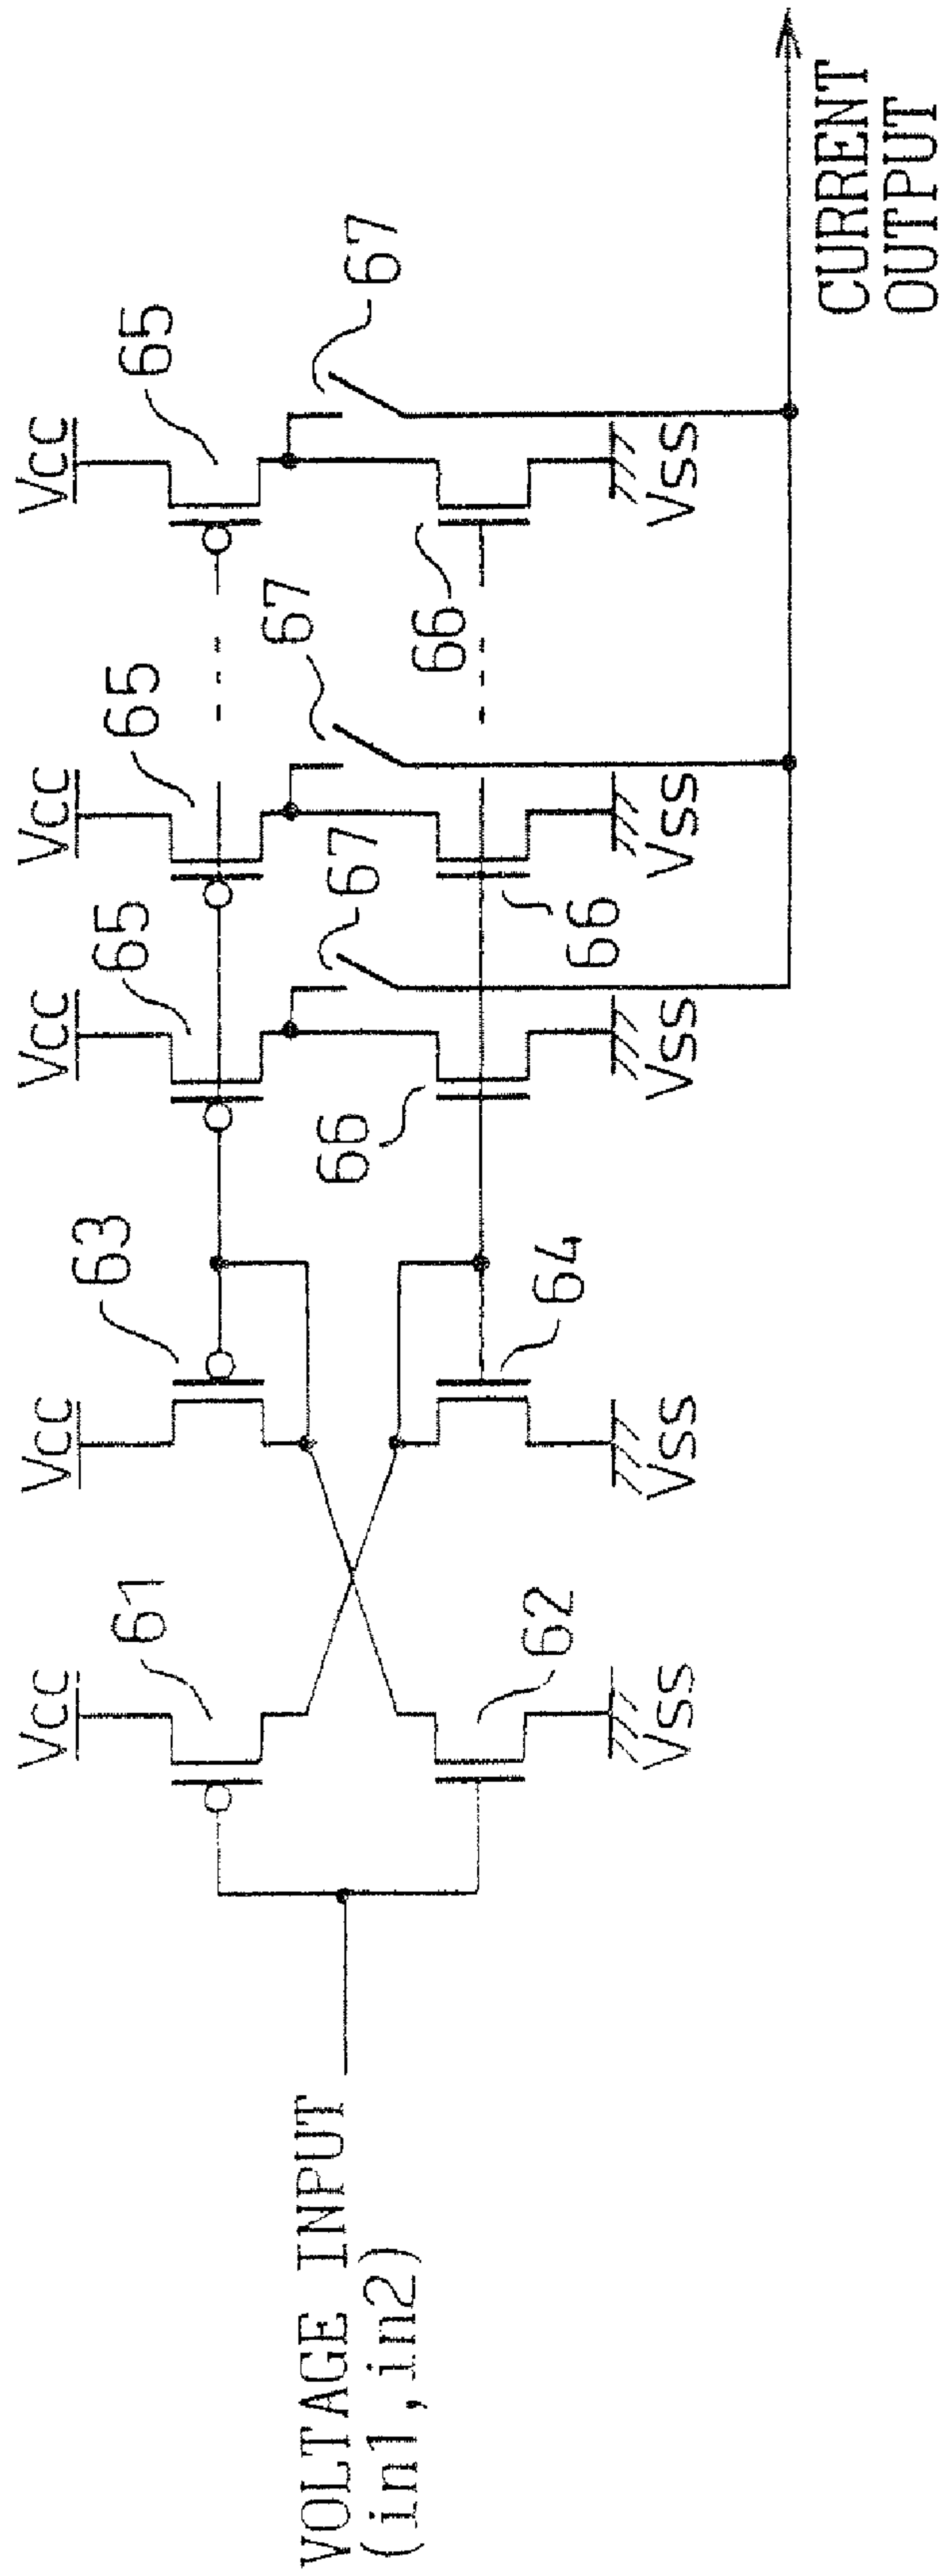 VOLTAGE INPUT
(in1,in2)
VCC
61
62
VSS
VCC
63
64
VSS
VCC
65
66
67
VSS
VCC
65
66
67
VSS
VCC
65
66
67
VSS
CURRENT
OUTPUT